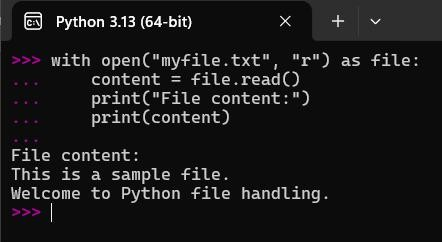 Python 3.13 (64-bit)
>>> with open("myfile.txt", "r") as file:
...     content = file.read()
...     print("File content:")
...     print(content)
...
File content:
This is a sample file.
Welcome to Python file handling.
>>>